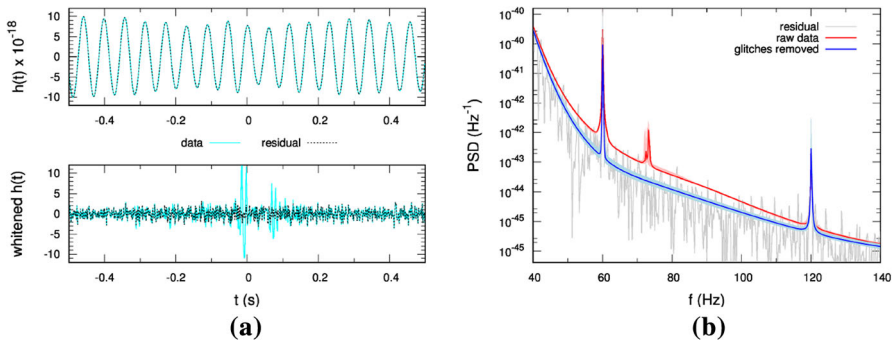 h(t) x 10⁻¹⁸
10
5
0
-5
-10
-0.4
-0.2
0
0.2
0.4
data
residual
whitened h(t)
10
5
0
-5
-10
-0.4
-0.2
0
0.2
0.4
t (s)
(a)
PSD (Hz⁻¹)
10⁻⁴⁰
10⁻⁴⁰
10⁻⁴¹
10⁻⁴²
10⁻⁴²
10⁻⁴³
10⁻⁴⁴
10⁻⁴⁵
10⁻⁴⁵
residual
raw data
glitches removed
40
60
80
100
120
140
f (Hz)
(b)